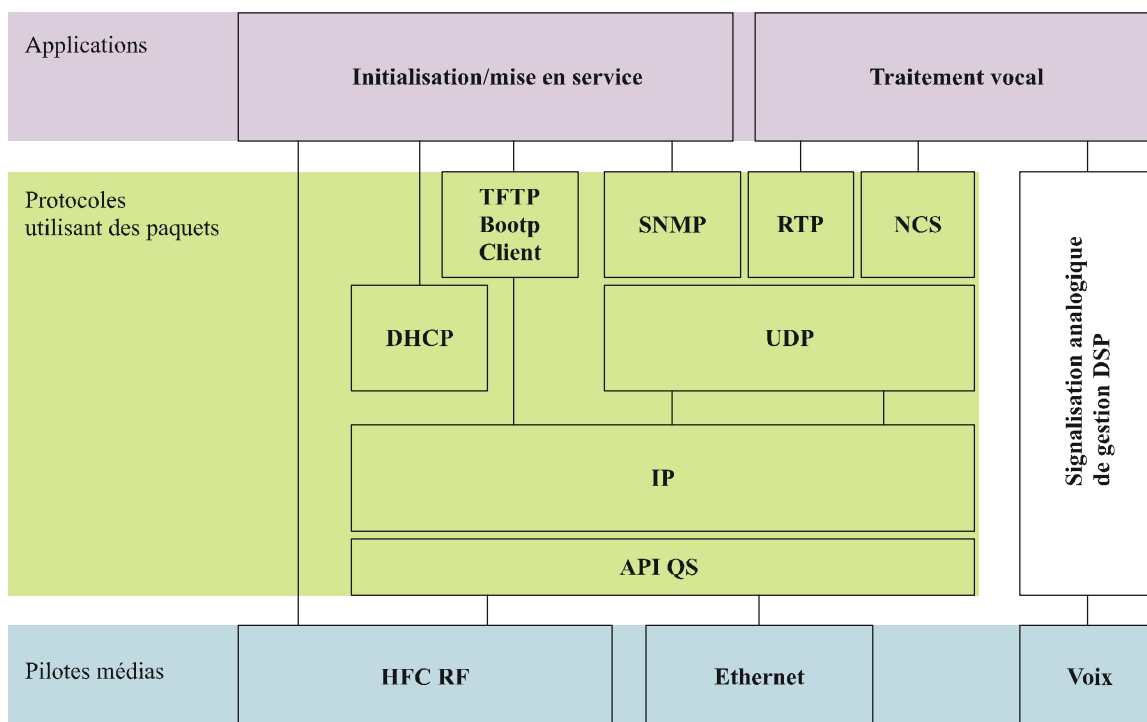 Applications
Initialisation/mise en service
Traitement vocal
Protocoles
utilisant des paquets
TFTP
Bootp
Client
SNMP
RTP
NCS
DHCP
UDP
Signalisation analogique
de gestion DSP
IP
API QS
Pilotes médias
HFC RF
Ethernet
Voix